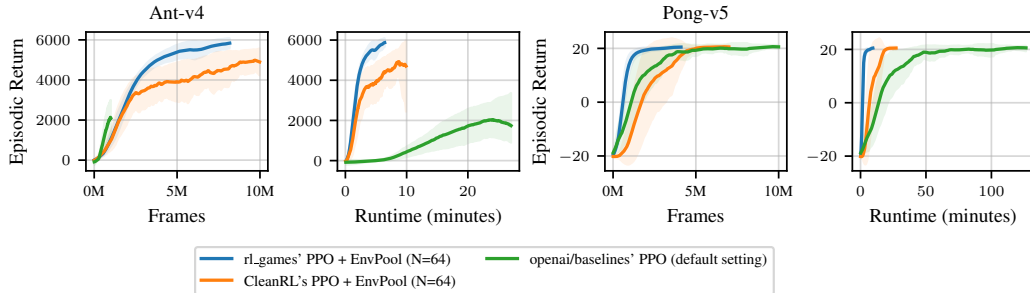 Ant-v4
Pong-v5
Episodic Return
6000
4000
2000
0
0M 5M 10M
Frames
6000
4000
2000
0
0 10 20
Runtime (minutes)
Episodic Return
20
0
−20
0M 5M 10M
Frames
20
0
−20
0 50 100
Runtime (minutes)
rl_games' PPO + EnvPool (N=64)
CleanRL's PPO + EnvPool (N=64)
openai/baselines' PPO (default setting)